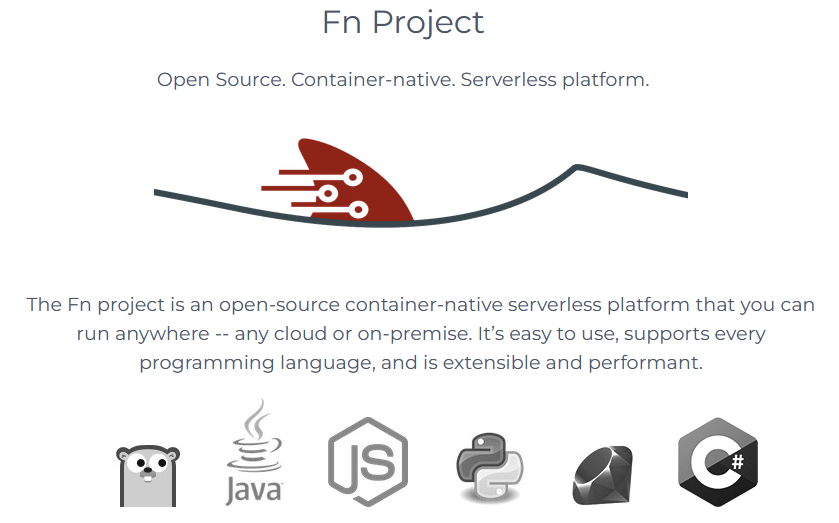 Fn Project
Open Source. Container-native. Serverless platform.
The Fn project is an open-source container-native serverless platform that you can
run anywhere -- any cloud or on-premise. It’s easy to use, supports every
programming language, and is extensible and performant.
Java
JS
C#